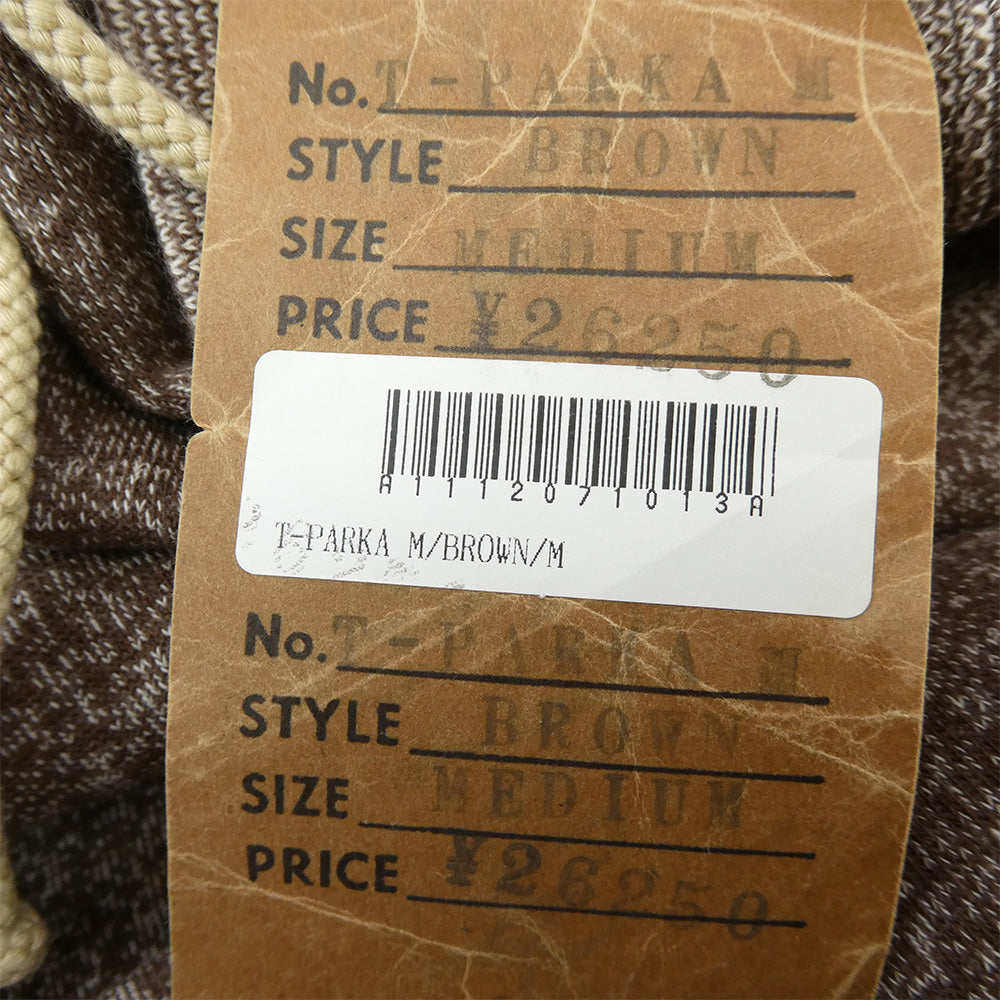 No. T-PARKA M
STYLE BROWN
SIZE MEDIUM
PRICE ¥26250
A1112071013A
T-PARKA M/BROWN/M
No. T-PARKA M
STYLE BROWN
SIZE MEDIUM
PRICE ¥26250